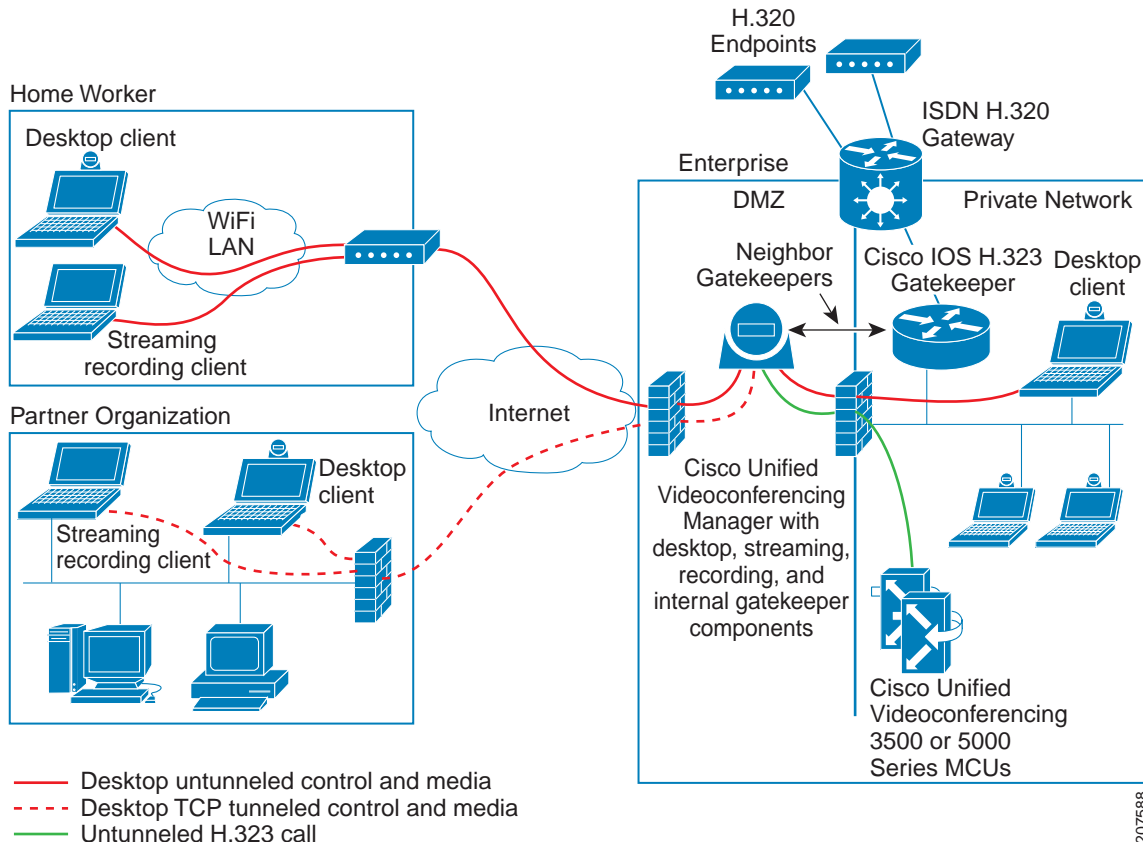 H.320
Endpoints
ISDN H.320
Gateway
Home Worker
Desktop client
WiFi
LAN
Streaming
recording client
Enterprise
DMZ
Private Network
Neighbor
Gatekeepers
Cisco IOS H.323
Gatekeeper
Desktop
client
Internet
Partner Organization
Desktop
client
Streaming
recording client
Cisco Unified
Videoconferencing
Manager with
desktop, streaming,
recording, and
internal gatekeeper
components
Cisco Unified
Videoconferencing
3500 or 5000
Series MCUs
Desktop untunneled control and media
Desktop TCP tunneled control and media
Untunneled H.323 call
207588